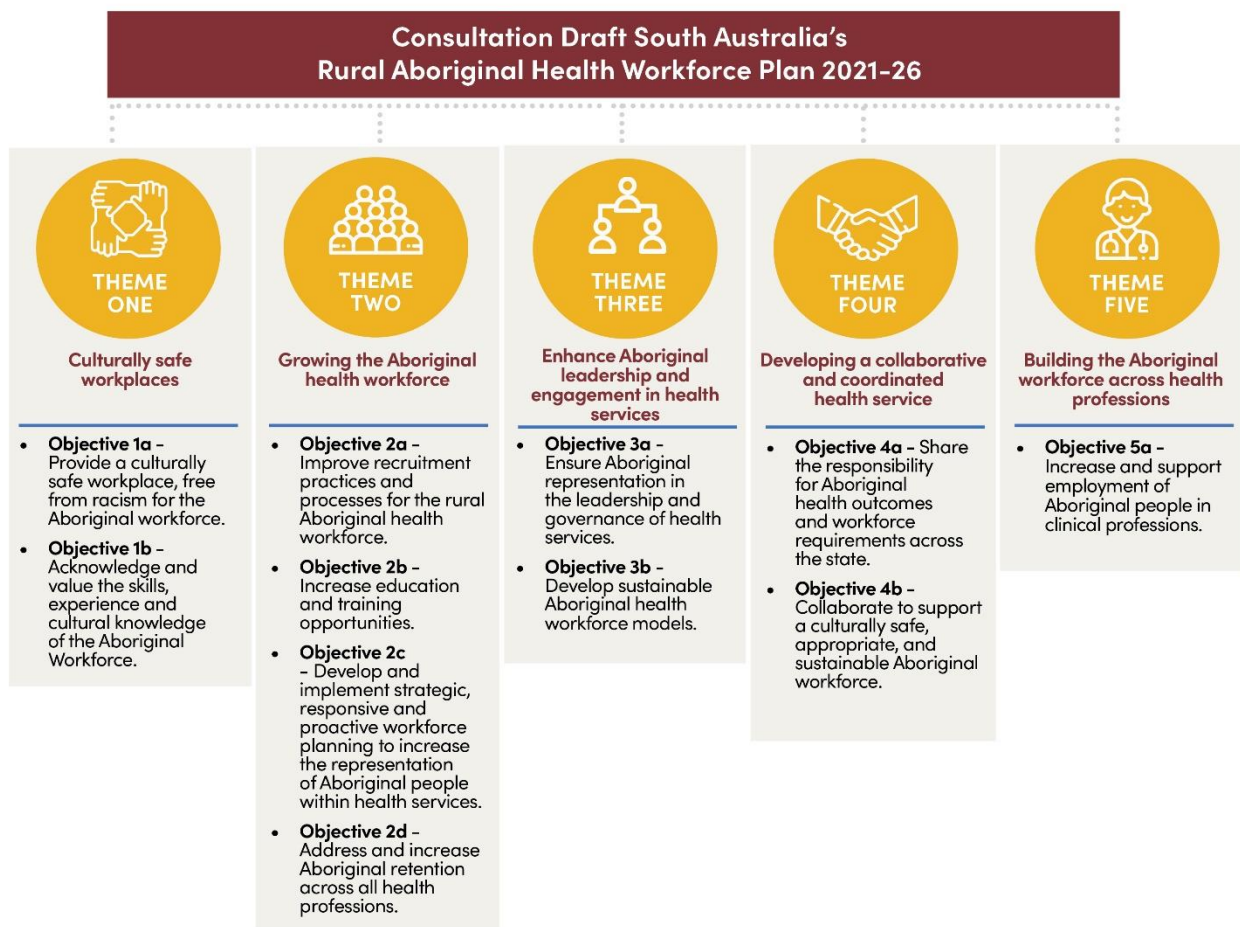 Consultation Draft South Australia's
Rural Aboriginal Health Workforce Plan 2021-26
THEME
ONE
Culturally safe
workplaces
• Objective 1a -
Provide a culturally
safe workplace, free
from racism for the
Aboriginal workforce.
• Objective 1b -
Acknowledge and
value the skills,
experience and
cultural knowledge
of the Aboriginal
Workforce.
THEME
TWO
Growing the Aboriginal
health workforce
• Objective 2a -
Improve recruitment
practices and
processes for the rural
Aboriginal health
workforce.
• Objective 2b -
Increase education
and training
opportunities.
• Objective 2c
- Develop and
implement strategic,
responsive and
proactive workforce
planning to increase
the representation
of Aboriginal people
within health services.
• Objective 2d -
Address and increase
Aboriginal retention
across all health
professions.
THEME
THREE
Enhance Aboriginal
leadership and
engagement in health
services
• Objective 3a -
Ensure Aboriginal
representation in
the leadership and
governance of health
services.
• Objective 3b -
Develop sustainable
Aboriginal health
workforce models.
THEME
FOUR
Developing a collaborative
and coordinated
health service
• Objective 4a - Share
the responsibility
for Aboriginal
health outcomes
and workforce
requirements across
the state.
• Objective 4b -
Collaborate to support
a culturally safe,
appropriate, and
sustainable Aboriginal
workforce.
THEME
FIVE
Building the Aboriginal
workforce across health
professions
• Objective 5a -
Increase and support
employment of
Aboriginal people in
clinical professions.